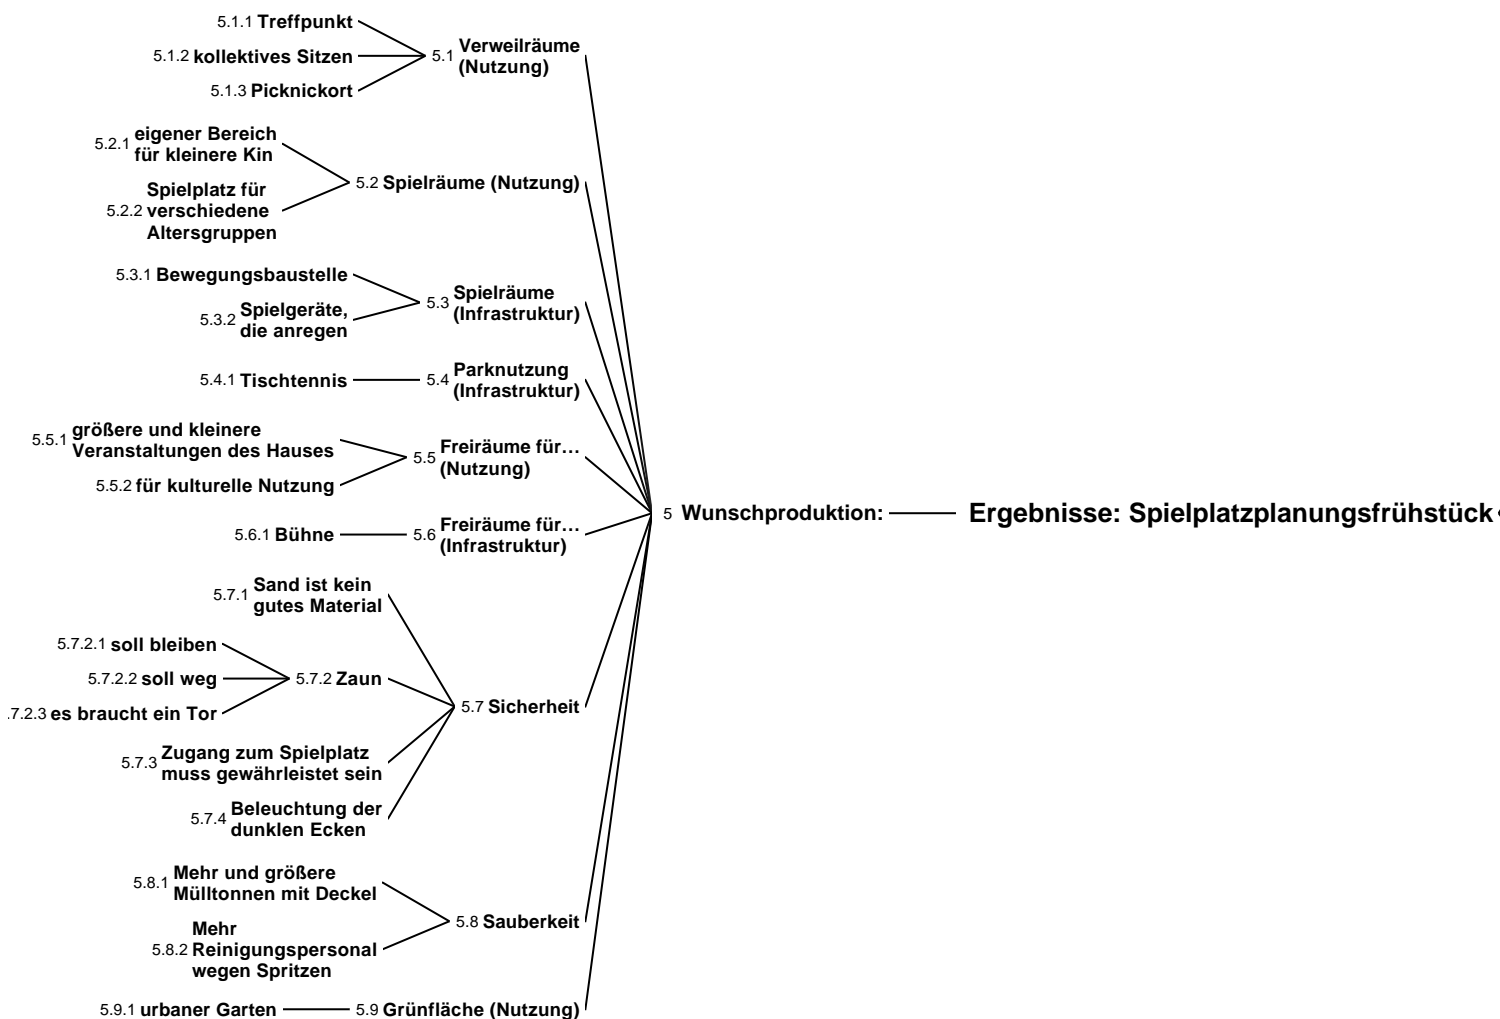 5.1.1 Treffpunkt
5.1.2 kollektives Sitzen
5.1.3 Picknickort
5.1 Verweilräume
(Nutzung)
5.2.1 eigener Bereich
für kleinere Kin
5.2.2 Spielplatz für
verschiedene
Altersgruppen
5.2 Spielräume (Nutzung)
5.3.1 Bewegungsbaustelle
5.3.2 Spielgeräte,
die anregen
5.3 Spielräume
(Infrastruktur)
5.4.1 Tischtennis
5.4 Parknutzung
(Infrastruktur)
5.5.1 größere und kleinere
Veranstaltungen des Hauses
5.5.2 für kulturelle Nutzung
5.5 Freiräume für…
(Nutzung)
5.6.1 Bühne
5.6 Freiräume für…
(Infrastruktur)
5.7.1 Sand ist kein
gutes Material
5.7.2.1 soll bleiben
5.7.2.2 soll weg
.7.2.3 es braucht ein Tor
5.7.2 Zaun
5.7.3 Zugang zum Spielplatz
muss gewährleistet sein
5.7.4 Beleuchtung der
dunklen Ecken
5.7 Sicherheit
5.8.1 Mehr und größere
Mülltonnen mit Deckel
5.8.2 Mehr
Reinigungspersonal
wegen Spritzen
5.8 Sauberkeit
5.9.1 urbaner Garten
5.9 Grünfläche (Nutzung)
5 Wunschproduktion:
Ergebnisse: Spielplatzplanungsfrühstück